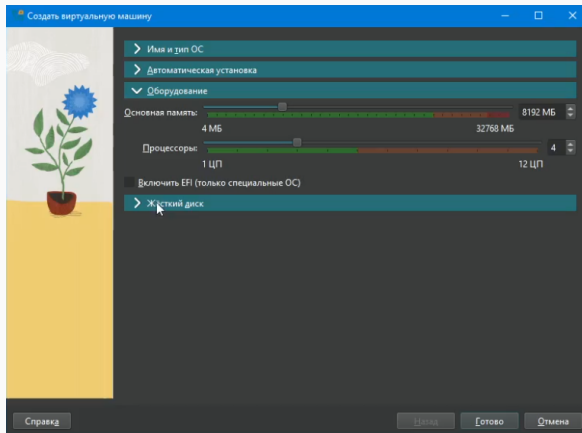 Создать виртуальную машину
Имя и тип ОС
Автоматическая установка
Оборудование
Основная память: 8192 МБ
4 МБ 32768 МБ
Процессоры: 4
1 ЦП 12 ЦП
Включить EFI (только специальные ОС)
Жёсткий диск
Справка Назад Готово Отмена